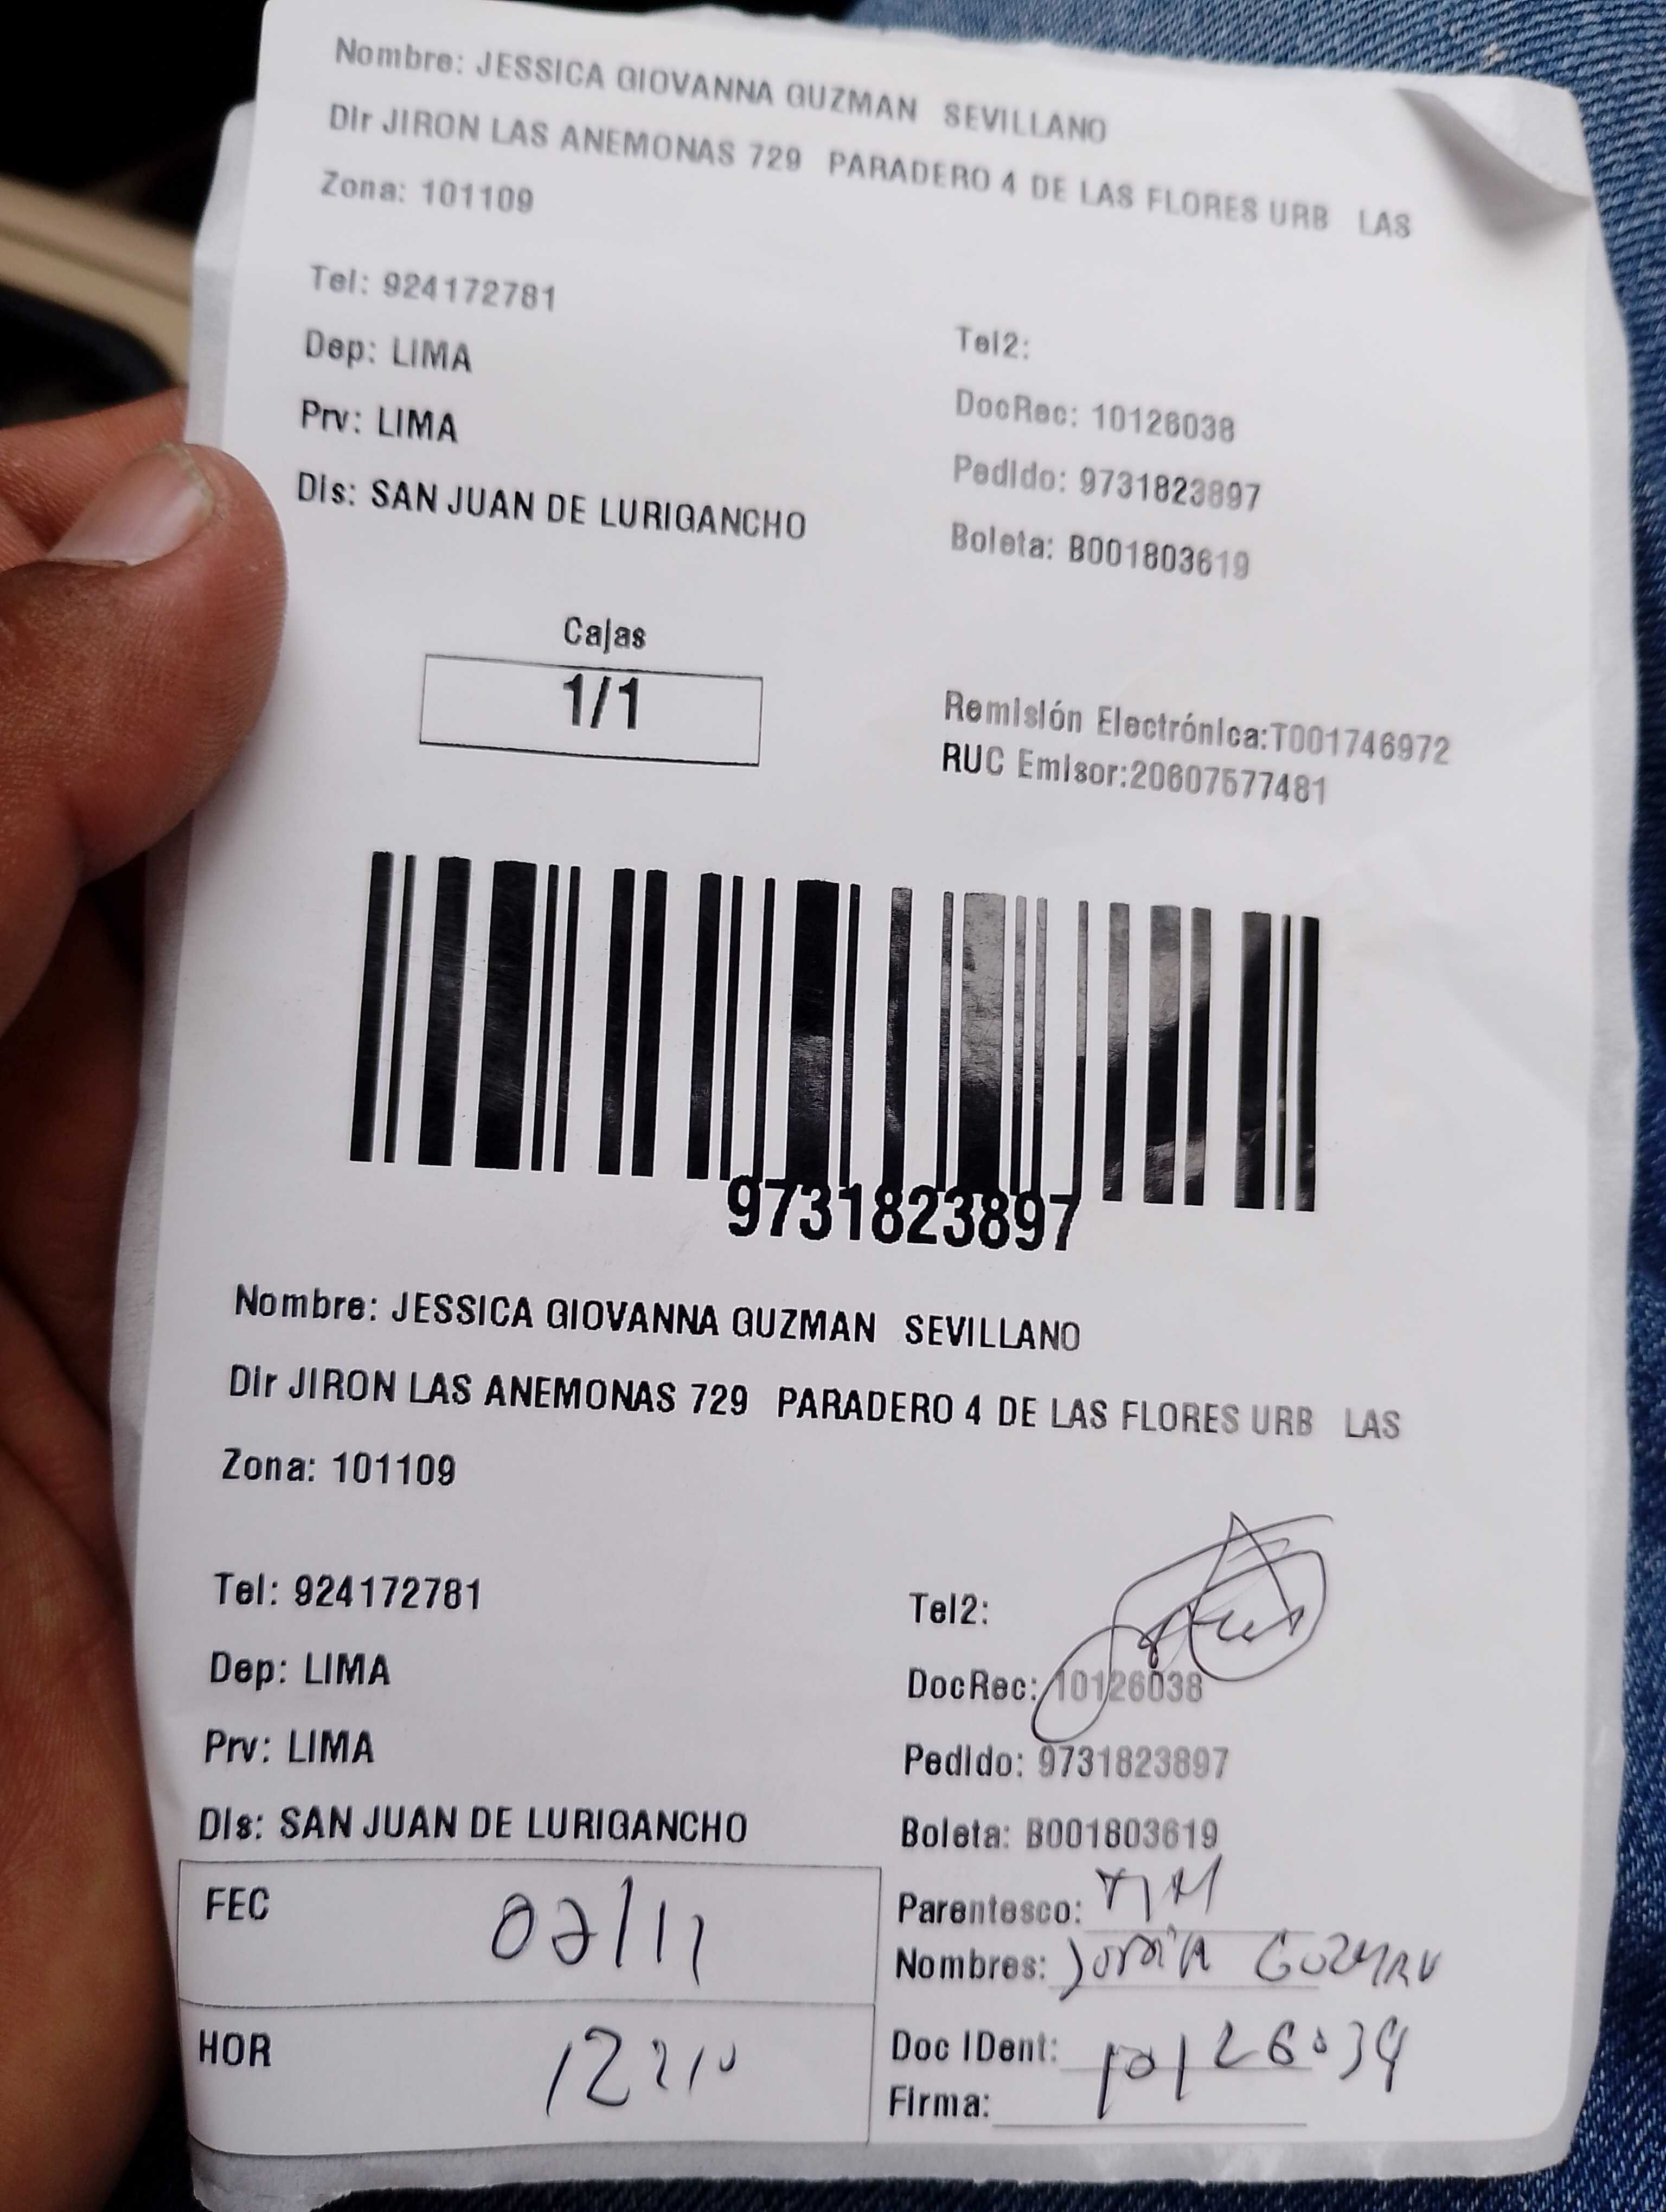 Nombre: JESSICA GIOVANNA GUZMAN SEVILLANO
Dir JIRON LAS ANEMONAS 729 PARADERO 4 DE LAS FLORES URB LAS
Zona: 101109
Tel: 924172781
Tel2:
Dep: LIMA
DocRec: 10126038
Prv: LIMA
Pedido: 9731823897
Dis: SAN JUAN DE LURIGANCHO
Boleta: B001803619
Cajas
1/1
Remisión Electrónica:T001746972
RUC Emisor:20607577481
9731823897
Nombre: JESSICA GIOVANNA GUZMAN SEVILLANO
Dir JIRON LAS ANEMONAS 729 PARADERO 4 DE LAS FLORES URB LAS
Zona: 101109
Tel: 924172781
Tel2:
Dep: LIMA
DocRec: 10126038
Prv: LIMA
Pedido: 9731823897
Dis: SAN JUAN DE LURIGANCHO
Boleta: B001803619
FEC
Parentesco:
Nombres: GUZMAN
HOR
Doc IDent:
Firma: